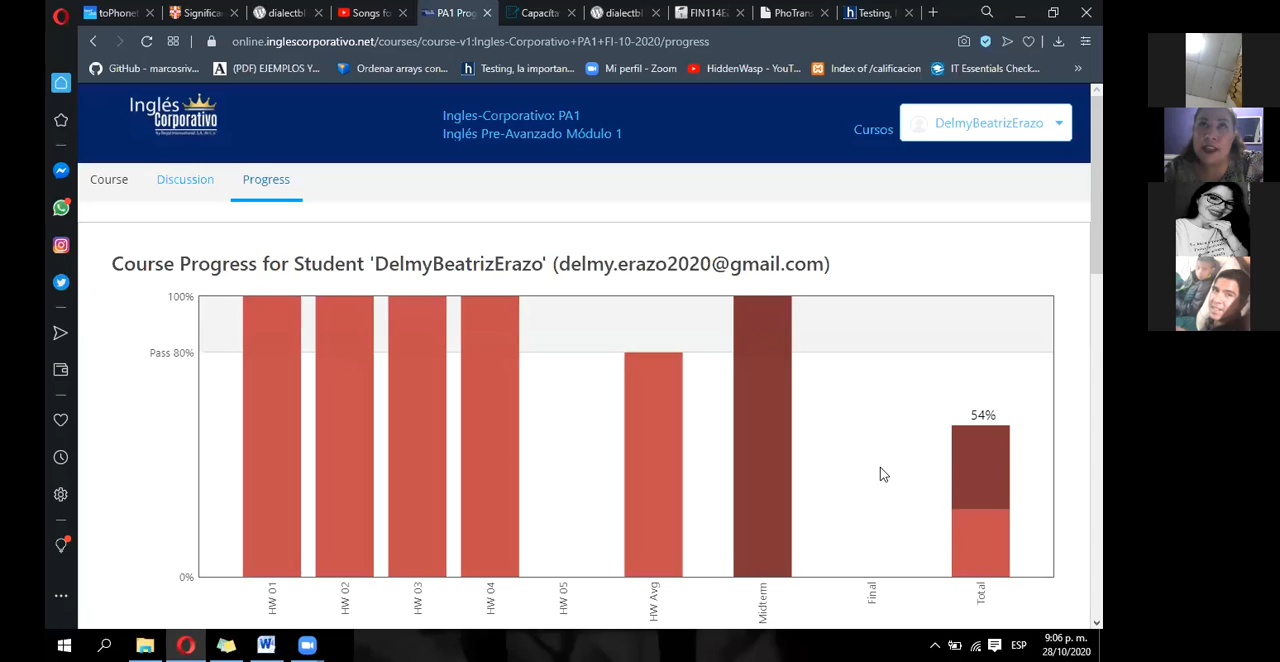 toPhonet
Significa
dialectbl
Songs fo
PA1 Prog
Capacita
dialectbl
FIN114E
PhoTrans
Testing,
online.inglescorporativo.net/courses/course-v1:Ingles-Corporativo+PA1+FI-10-2020/progress
GitHub - marcosriv...
(PDF) EJEMPLOS Y...
Ordenar arrays con...
Testing, la importan...
Mi perfil - Zoom
HiddenWasp - YouT...
Index of /calificacion
IT Essentials Check...
Inglés
Corporativo
Ingles-Corporativo: PA1
Inglés Pre-Avanzado Módulo 1
Cursos
DelmyBeatrizErazo
Course
Discussion
Progress
Course Progress for Student 'DelmyBeatrizErazo' (delmy.erazo2020@gmail.com)
100%
Pass 80%
54%
0%
HW 01
HW 02
HW 03
HW 04
HW 05
HW Avg
Midterm
Final
Total
ESP
9:06 p. m.
28/10/2020